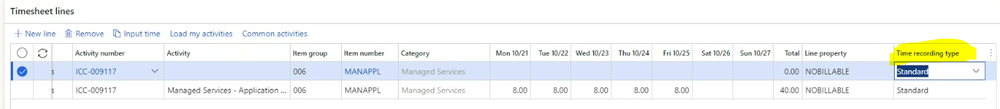 Timesheet lines
New line Remove Input time Load my activities Common activities
Activity number Activity Item group Item number Category Mon 10/21 Tue 10/22 Wed 10/23 Thu 10/24 Fri 10/25 Sat 10/26 Sun 10/27 Total Line property Time recording type
s ICC-009117 006 MANAPPL Managed Services 0.00 NOBILLABLE Standard
s ICC-009117 Managed Services - Application ... 006 MANAPPL Managed Services 8.00 8.00 8.00 8.00 8.00 40.00 NOBILLABLE Standard